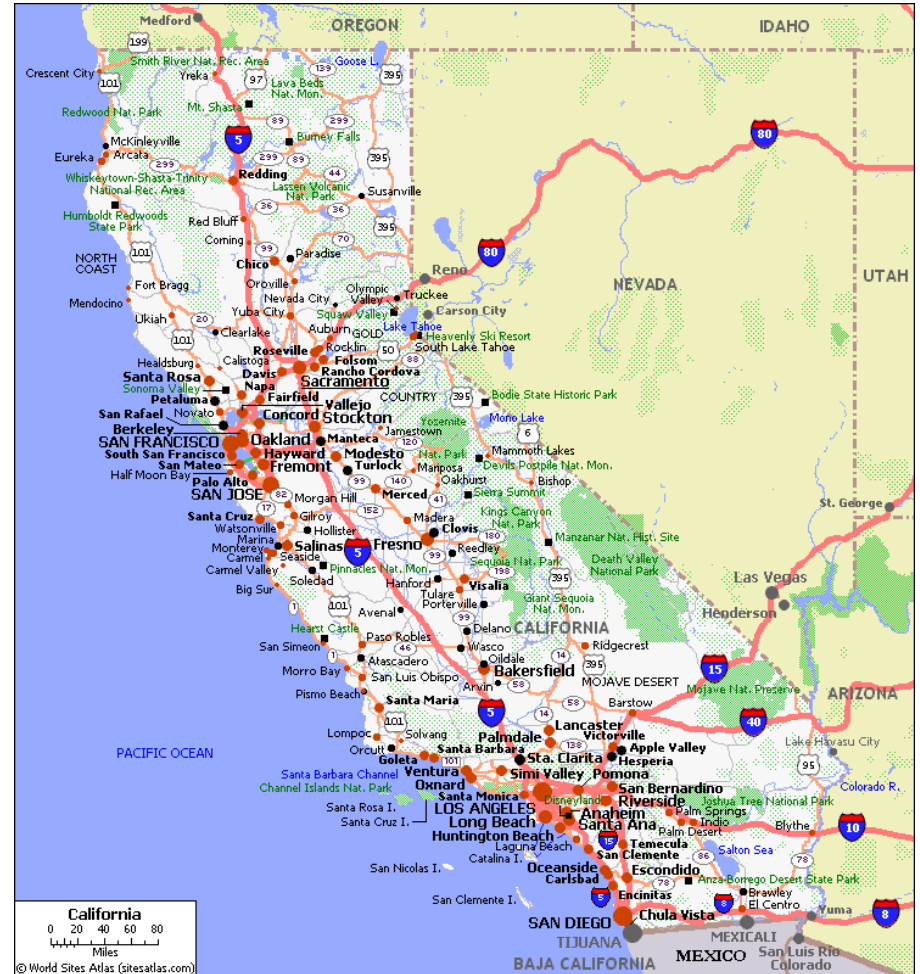 Medford
OREGON
IDAHO
199
Smith River Nat. Rec. Area
139
Goose L.
Crescent City
Yreka
97
Lava Beds
Nat. Mon.
395
101
Mt. Shasta
Redwood Nat. Park
89
299
Burney Falls
McKinleyville
5
80
Arcata
Eureka
299
299
89
395
Whiskeytown-Shasta-Trinity
National Rec. Area
Redding
44
Lassen Volcanic
Nat. Park
Susanville
Humboldt Redwoods
State Park
36
36
Red Bluff
395
101
Corning
99
70
80
NORTH
COAST
Paradise
Chico
Reno
Fort Bragg
Oroville
Olympic
Valley
NEVADA
UTAH
Mendocino
Nevada City
Truckee
Yuba City
Squaw Valley
Carson City
Ukiah
20
Auburn
GOLD
Lake Tahoe
Clearlake
Heavenly Ski Resort
101
Rocklin
50
South Lake Tahoe
Roseville
Healdsburg
Calistoga
Folsom
88
Davis
Rancho Cordova
Santa Rosa
Napa
Sacramento
Sonoma Valley
395
Petaluma
Fairfield
COUNTRY
Bodie State Historic Park
San Rafael
Novato
Vallejo
Mono Lake
Berkeley
Concord
Stockton
Yosemite
Nat. Park
6
SAN FRANCISCO
Oakland
Manteca
Jamestown
120
South San Francisco
Hayward
Modesto
Mammoth Lakes
San Mateo
Fremont
Turlock
Mariposa
Devils Postpile Nat. Mon.
Half Moon Bay
Palo Alto
99
140
Oakhurst
Bishop
SAN JOSE
82
Morgan Hill
Merced
41
Sierra Summit
St. George
17
152
Kings Canyon
Nat. Park
Santa Cruz
Gilroy
Madera
Watsonville
Hollister
Clovis
Marina
Salinas
5
Fresno
180
Manzanar Nat. Hist. Site
Monterey
Seaside
99
Reedley
Carmel
Pinnacles Nat. Mon.
Sequoia Nat. Park
Death Valley
National Park
Carmel Valley
198
Soledad
Hanford
Visalia
395
Las Vegas
Big Sur
Tulare
Giant Sequoia
Nat. Mon.
1
101
Avenal
Porterville
Henderson
99
Hearst Castle
Delano
CALIFORNIA
Paso Robles
San Simeon
46
Wasco
Ridgecrest
1
Atascadero
Oildale
14
395
15
Morro Bay
San Luis Obispo
Bakersfield
MOJAVE DESERT
Arvin
58
Mojave Nat. Preserve
Pismo Beach
58
ARIZONA
Santa Maria
5
14
Barstow
40
101
Lancaster
Lompoc
Solvang
Palmdale
Victorville
Orcutt
Santa Barbara
138
Apple Valley
Lake Havasu City
PACIFIC OCEAN
Goleta
101
Sta. Clarita
Hesperia
95
Ventura
Simi Valley
Pomona
Santa Barbara Channel
Channel Islands Nat. Park
Oxnard
San Bernardino
Colorado R.
Santa Monica
Disneyland
Riverside
Joshua Tree National Park
Santa Rosa I.
LOS ANGELES
Anaheim
Palm Springs
Santa Cruz I.
Long Beach
Santa Ana
Indio
Huntington Beach
Palm Desert
Blythe
10
Laguna Beach
15
Temecula
Salton Sea
Catalina I.
San Clemente
86
78
San Nicolas I.
Oceanside
Escondido
Carlsbad
78
Anza-Borrego Desert State Park
San Clemente I.
5
Encinitas
Brawley
8
El Centro
SAN DIEGO
Chula Vista
Yuma
8
TIJUANA
MEXICALI
BAJA CALIFORNIA
MEXICO
San Luis Rio
Colorado
California
0 20 40 60 80
Miles
© World Sites Atlas (sitesatlas.com)